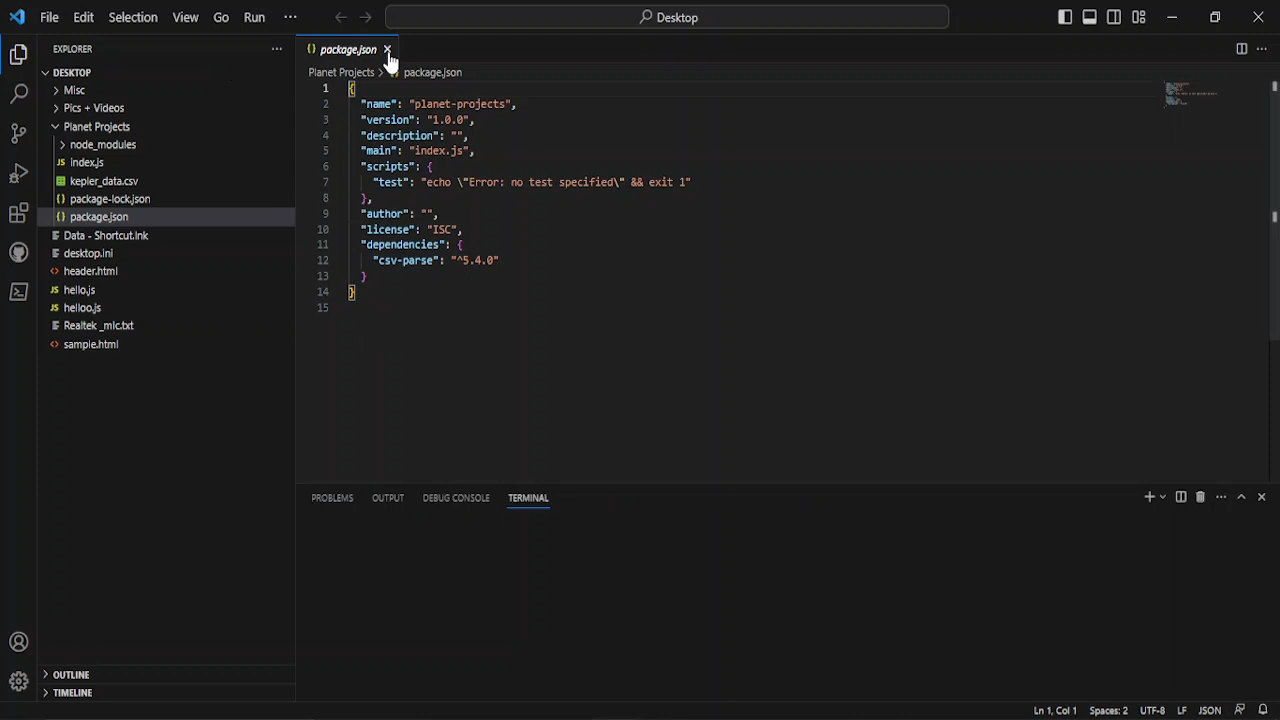 File Edit Selection View Go Run ··· Desktop
EXPLORER ···
DESKTOP
Misc
Pics + Videos
Planet Projects
node_modules
JS index.js
kepler_data.csv
{} package-lock.json
{} package.json
Data - Shortcut.lnk
desktop.ini
<> header.html
JS hello.js
JS helloo.js
Realtek _mic.txt
<> sample.html
OUTLINE
TIMELINE
{} package.json
Planet Projects > {} package.json
1 {
2 "name": "planet-projects",
3 "version": "1.0.0",
4 "description": "",
5 "main": "index.js",
6 "scripts": {
7 "test": "echo \"Error: no test specified\" && exit 1"
8 },
9 "author": "",
10 "license": "ISC",
11 "dependencies": {
12 "csv-parse": "^5.4.0"
13 }
14 }
15
PROBLEMS OUTPUT DEBUG CONSOLE TERMINAL
Ln 1, Col 1 Spaces: 2 UTF-8 LF JSON